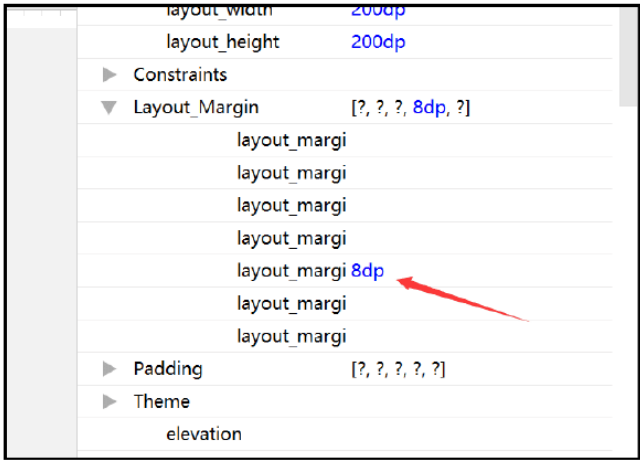 layout_width 200dp
layout_height 200dp
Constraints
Layout_Margin [?, ?, ?, 8dp, ?]
layout_margi
layout_margi
layout_margi
layout_margi
layout_margi 8dp
layout_margi
layout_margi
Padding [?, ?, ?, ?, ?]
Theme
elevation